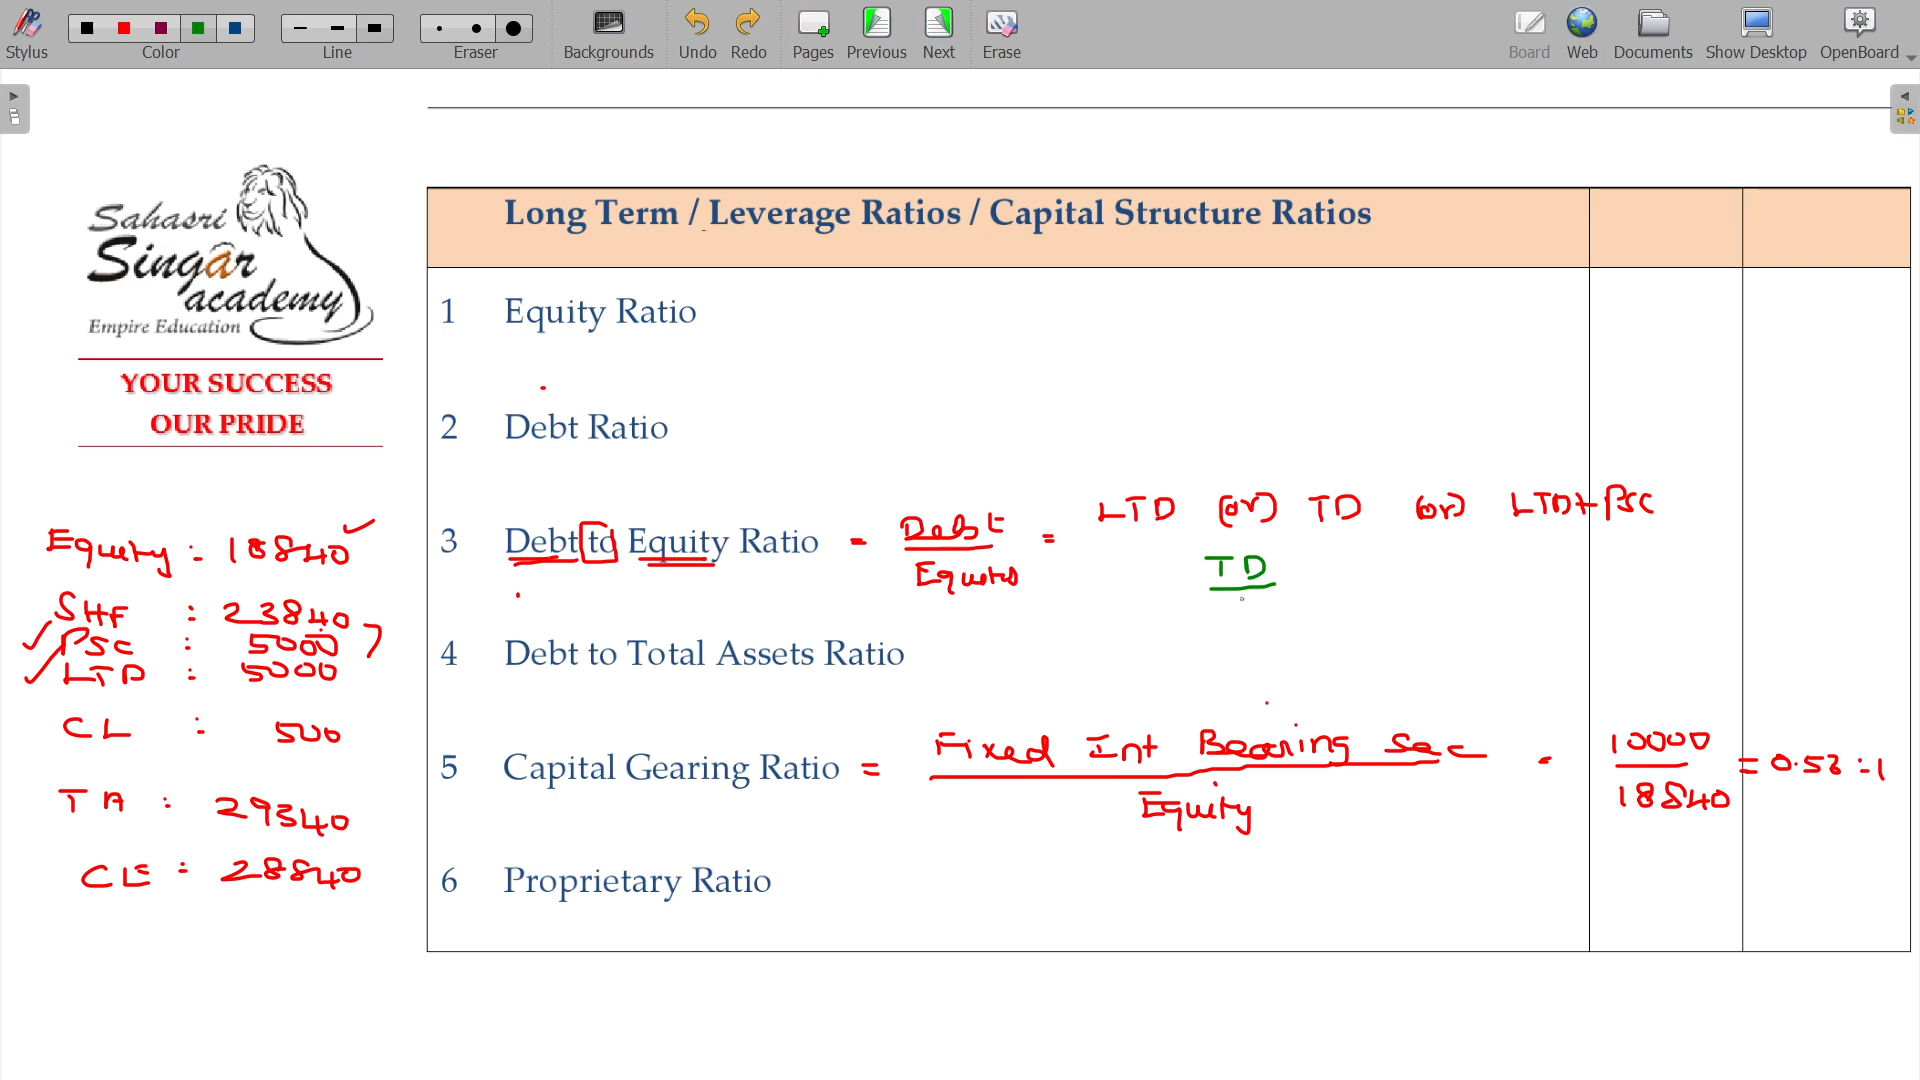 Stylus
Color
Line
Eraser
Backgrounds
Undo
Redo
Pages
Previous
Next
Erase
Board
Web
Documents
Show Desktop
OpenBoard
Sahasri
Singar
academy
Empire Education
YOUR SUCCESS
OUR PRIDE
Equity : 18840
SHF : 23840
PSC : 5000
LTD : 5000
CL : 500
TA : 29340
CE : 28840
Long Term / Leverage Ratios / Capital Structure Ratios
1 Equity Ratio
2 Debt Ratio
3 Debt to Equity Ratio = Debt / Equity = LTD (or) TD (or) LTD+PSC
TD
4 Debt to Total Assets Ratio
5 Capital Gearing Ratio = Fixed Int Bearing Sec / Equity = 10000 / 18840 = 0.53 : 1
6 Proprietary Ratio